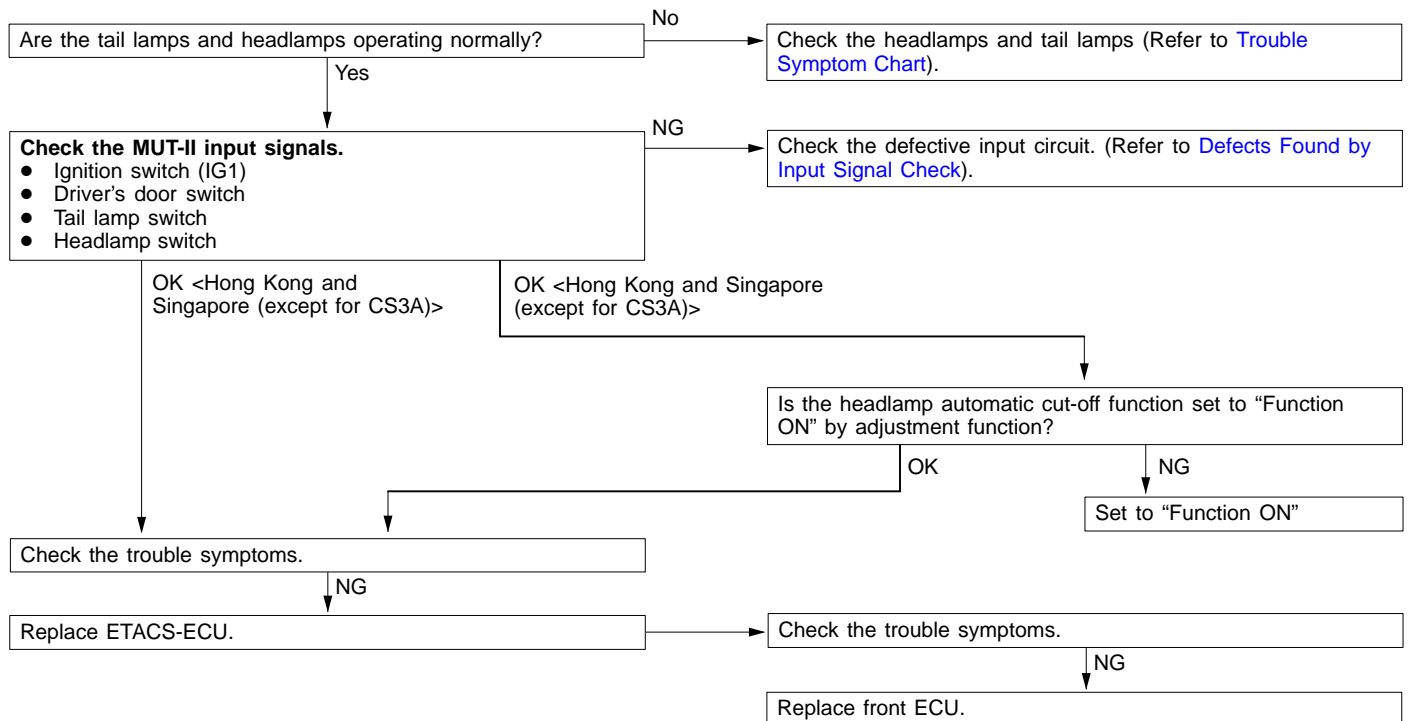 Are the tail lamps and headlamps operating normally?
No
Check the headlamps and tail lamps (Refer to Trouble
Symptom Chart).
Yes
Check the MUT-II input signals.
● Ignition switch (IG1)
● Driver's door switch
● Tail lamp switch
● Headlamp switch
NG
Check the defective input circuit. (Refer to Defects Found by
Input Signal Check).
OK <Hong Kong and
Singapore (except for CS3A)>
OK <Hong Kong and Singapore
(except for CS3A)>
Is the headlamp automatic cut-off function set to “Function
ON” by adjustment function?
OK
NG
Set to “Function ON”
Check the trouble symptoms.
NG
Replace ETACS-ECU.
Check the trouble symptoms.
NG
Replace front ECU.